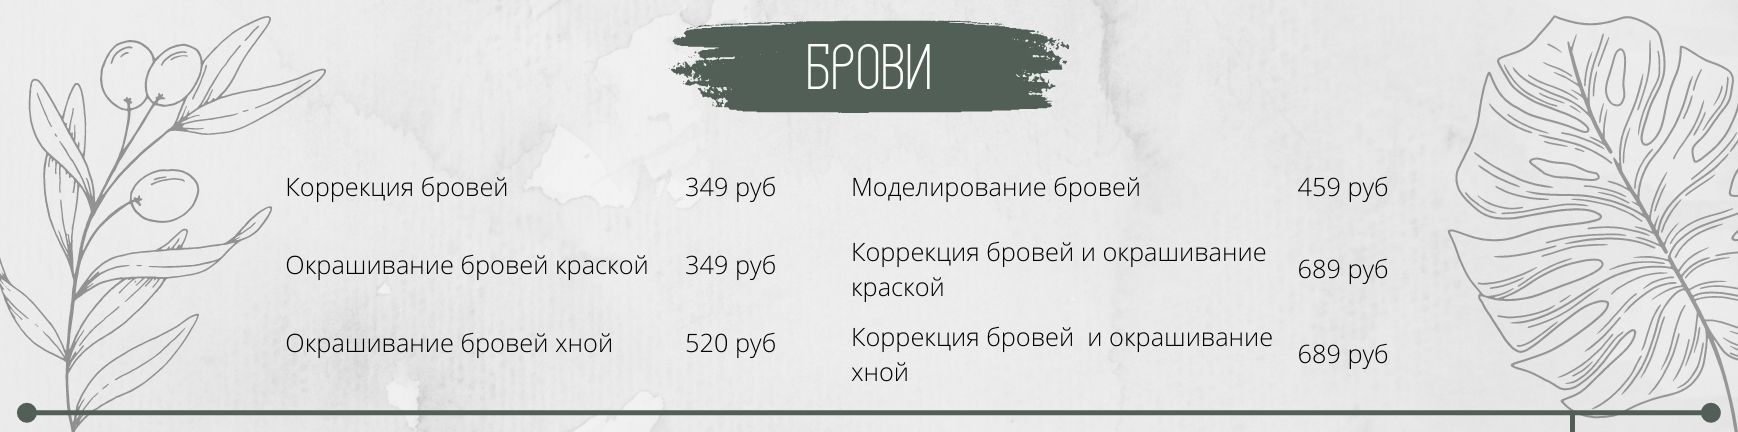 БРОВИ
Коррекция бровей 349 руб
Окрашивание бровей краской 349 руб
Окрашивание бровей хной 520 руб
Моделирование бровей 459 руб
Коррекция бровей и окрашивание
краской 689 руб
Коррекция бровей и окрашивание
хной 689 руб